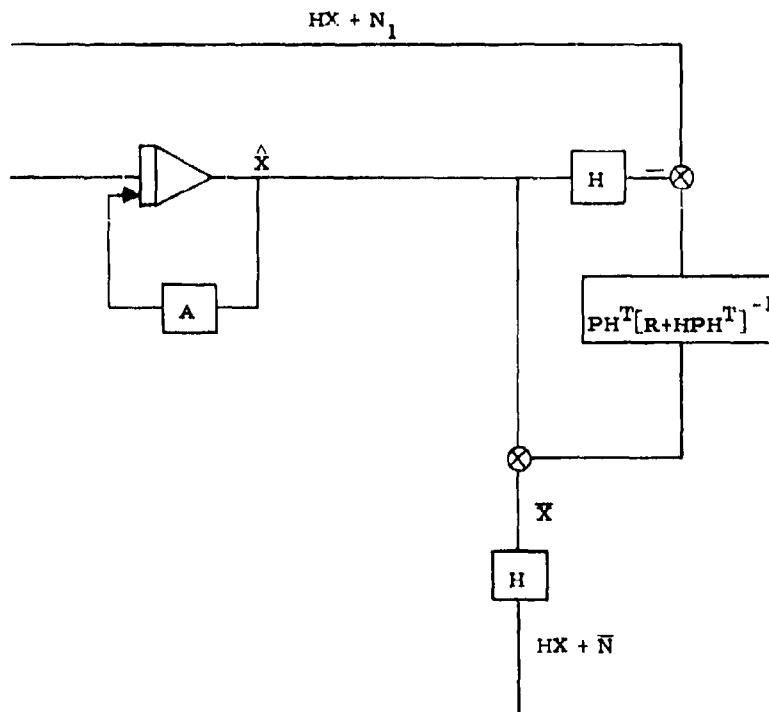 HX + N₁
X̂
H
−
A
PHᵀ[R+HPHᵀ]⁻¹
X̅
H
HX + N̅